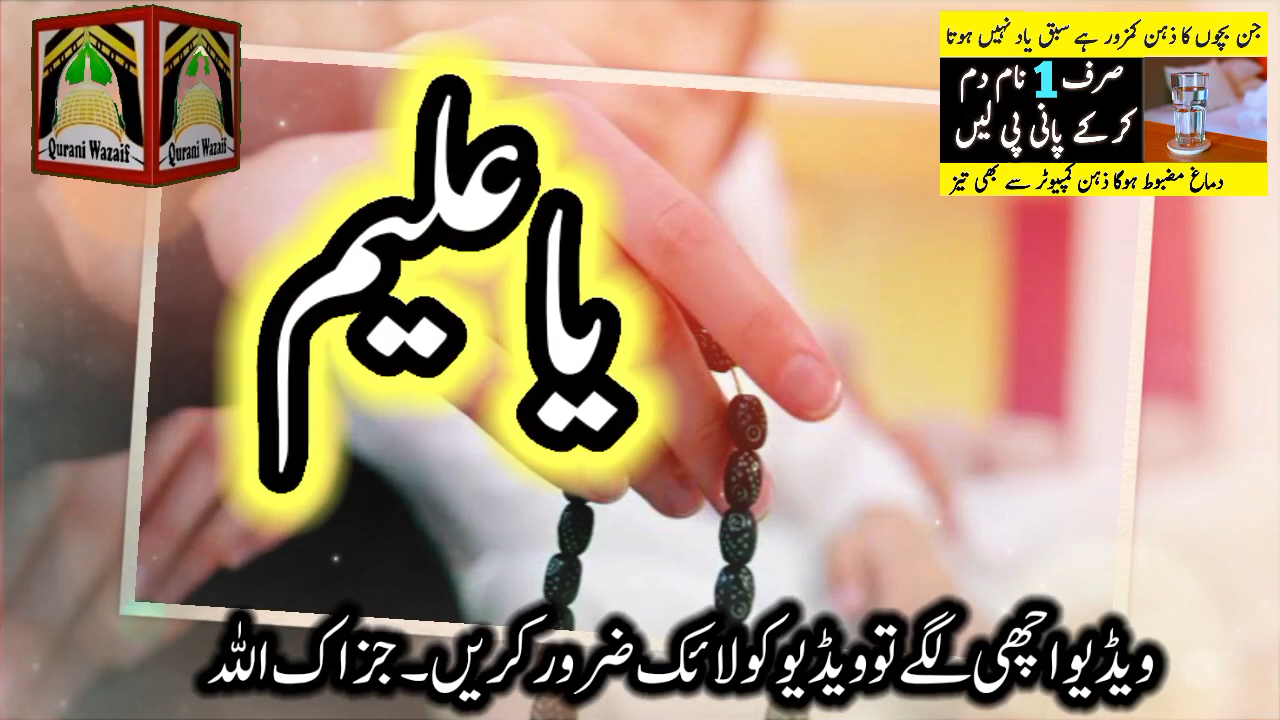 Qurani Wazaif
Qurani Wazaif
جن بچوں کا ذہن کمزور ہے سبق یاد نہیں ہوتا
صرف 1 نام دم
کر کے پانی پی لیں
دماغ مضبوط ہوگا ذہن کمپیوٹر سے بھی تیز
یا علیم
ویڈیو اچھی لگے تو ویڈیو کو لائک ضرور کریں۔ جزاک اللہ